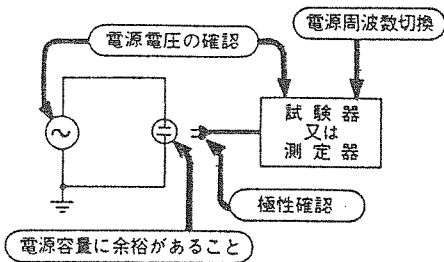 電源周波数切換
電源電圧の確認
試験器
又は
測定器
極性確認
電源容量に余裕があること